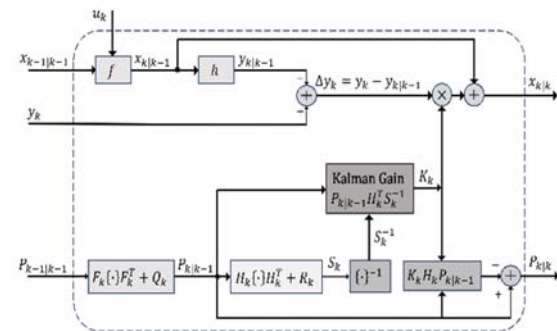 u_k
x_{k-1|k-1}
f
x_{k|k-1}
h
y_{k|k-1}
−
+
−
Δy_k = y_k − y_{k|k-1}
×
+
x_{k|k}
y_k
Kalman Gain
P_{k|k-1}H_k^T S_k^{-1}
K_k
S_k^{-1}
P_{k-1|k-1}
F_k{·}F_k^T + Q_k
P_{k|k-1}
H_k{·}H_k^T + R_k
S_k
{·}^{-1}
K_k H_k P_{k|k-1}
−
+
+
P_{k|k}